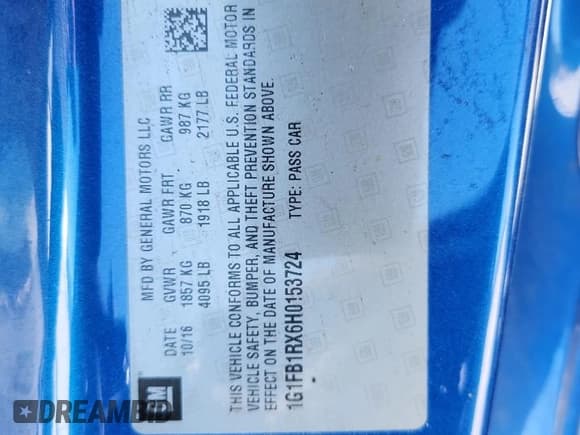 MFD BY GENERAL MOTORS LLC
DATE GVWR GAWR FRT GAWR RR
10/16 1857 KG 870 KG 987 KG
4095 LB 1918 LB 2177 LB
THIS VEHICLE CONFORMS TO ALL APPLICABLE U.S. FEDERAL MOTOR
VEHICLE SAFETY, BUMPER, AND THEFT PREVENTION STANDARDS IN
EFFECT ON THE DATE OF MANUFACTURE SHOWN ABOVE.
1G1FB1RX6H0153724 TYPE: PASS CAR
GM
DREAMBID